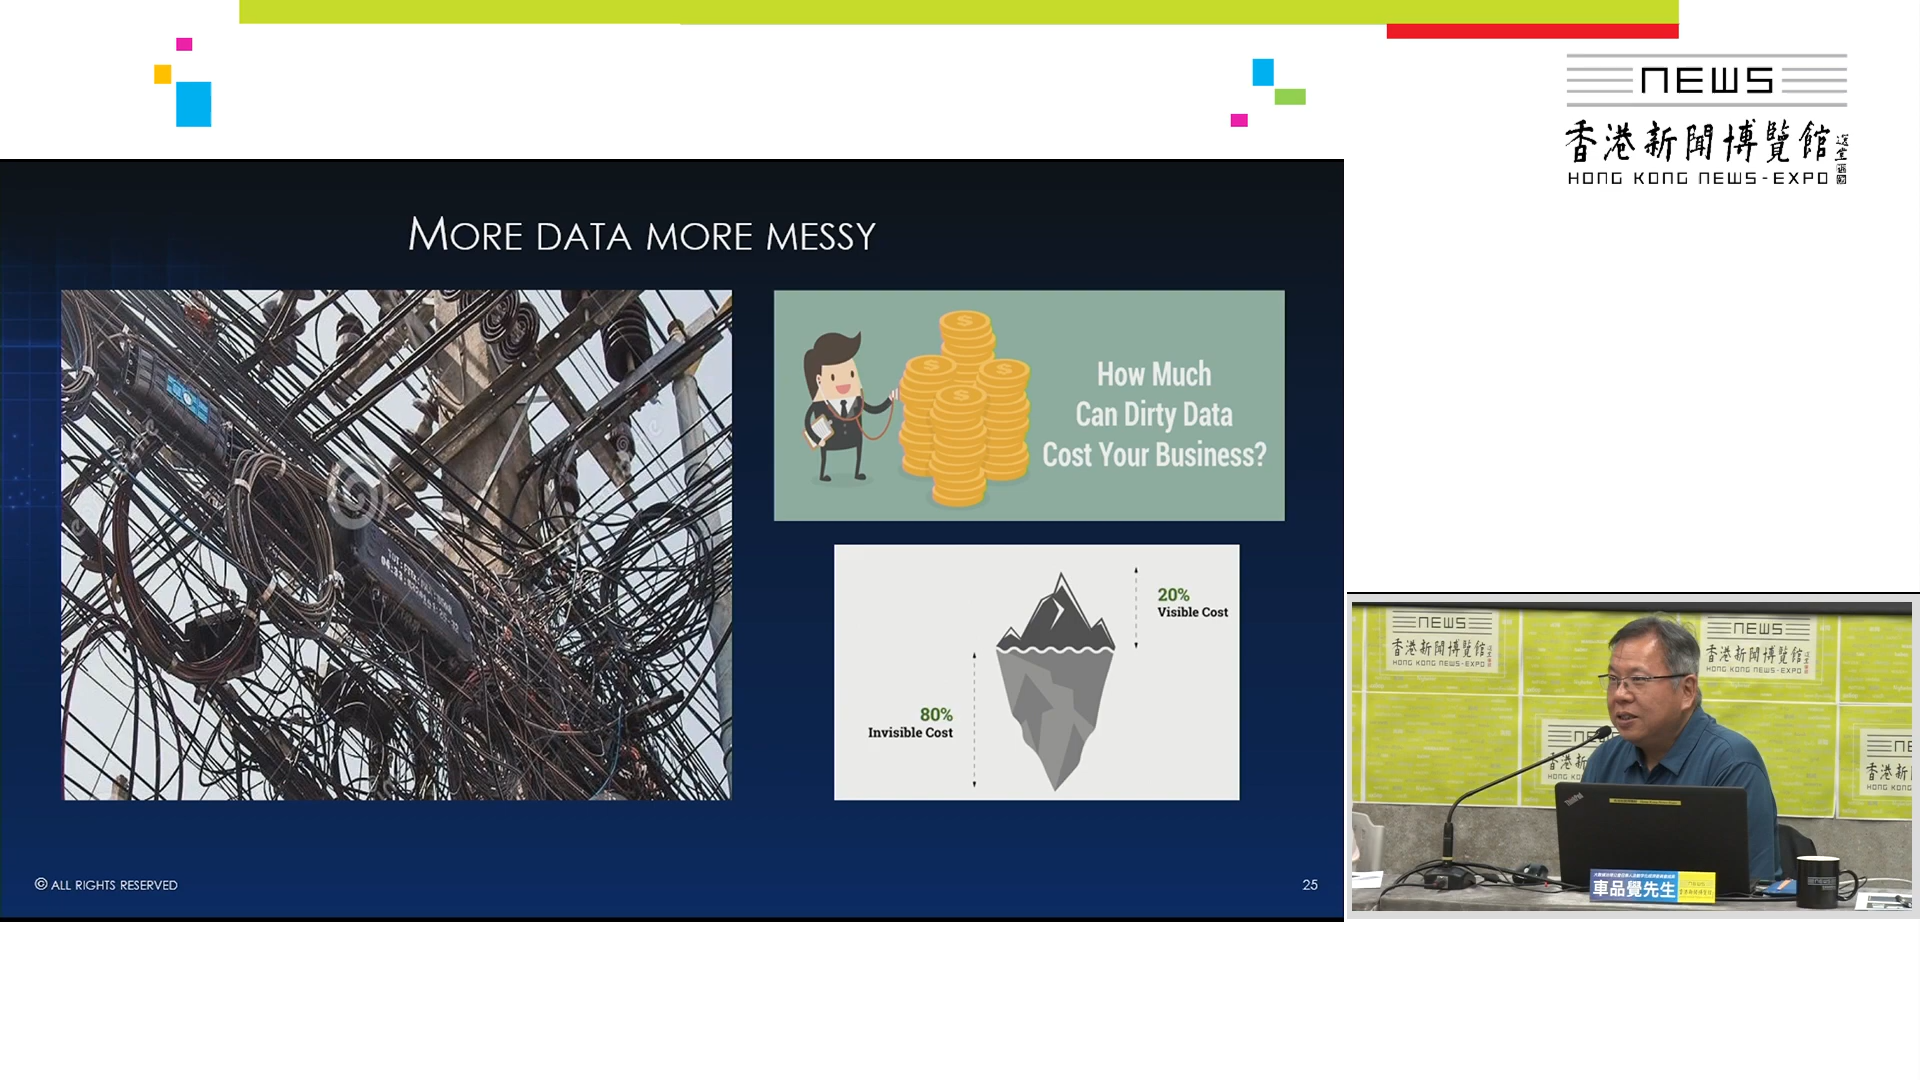 NEWS
香港新聞博覽館
HONG KONG NEWS-EXPO
MORE DATA MORE MESSY
How Much
Can Dirty Data
Cost Your Business?
20%
Visible Cost
80%
Invisible Cost
© ALL RIGHTS RESERVED
25
NEWS
香港新聞博覽館
HONG KONG NEWS-EXPO
NEWS
香港新聞博覽館
HONG KONG NEWS-EXPO
ThinkPad
車品覺先生